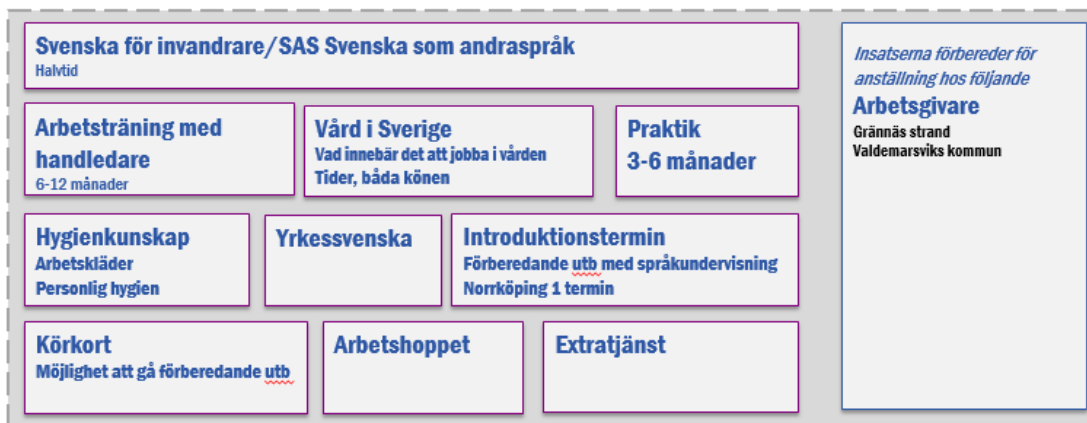 Svenska för invandrare/SAS Svenska som andraspråk
Halvtid
Arbetsträning med
handledare
6-12 månader
Vård i Sverige
Vad innebär det att jobba i vården
Tider, båda könen
Praktik
3-6 månader
Hygienkunskap
Arbetskläder
Personlig hygien
Yrkessvenska
Introduktionstermin
Förberedande utb med språkundervisning
Norrköping 1 termin
Körkort
Möjlighet att gå förberedande utb
Arbetshoppet
Extratjänst
Insatserna förbereder för
anställning hos följande
Arbetsgivare
Grännäs strand
Valdemarsviks kommun